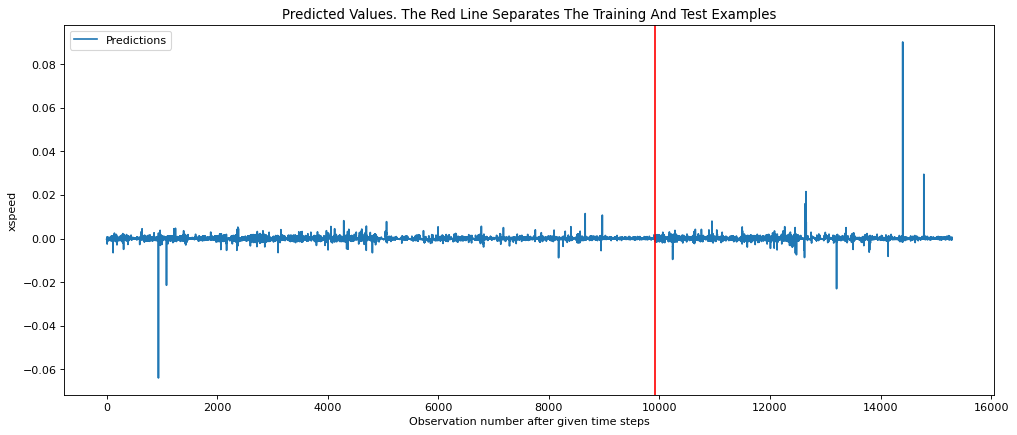 Predicted Values. The Red Line Separates The Training And Test Examples
Predictions
0.08
0.06
0.04
0.02
0.00
−0.02
−0.04
−0.06
xspeed
0 2000 4000 6000 8000 10000 12000 14000 16000
Observation number after given time steps